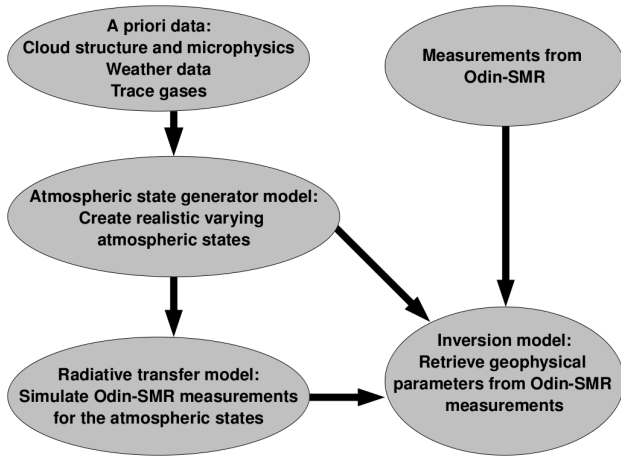 A priori data:
Cloud structure and microphysics
Weather data
Trace gases
Measurements from
Odin-SMR
Atmospheric state generator model:
Create realistic varying
atmospheric states
Radiative transfer model:
Simulate Odin-SMR measurements
for the atmospheric states
Inversion model:
Retrieve geophysical
parameters from Odin-SMR
measurements